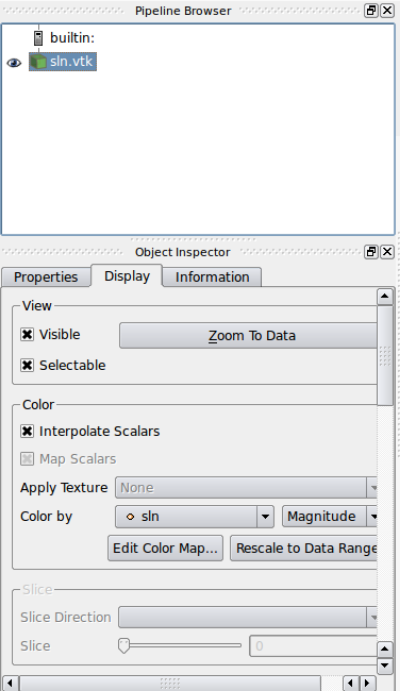 Pipeline Browser
builtin:
sln.vtk
Object Inspector
Properties Display Information
View
Visible Zoom To Data
Selectable
Color
Interpolate Scalars
Map Scalars
Apply Texture None
Color by sln Magnitude
Edit Color Map... Rescale to Data Range
Slice
Slice Direction
Slice 0